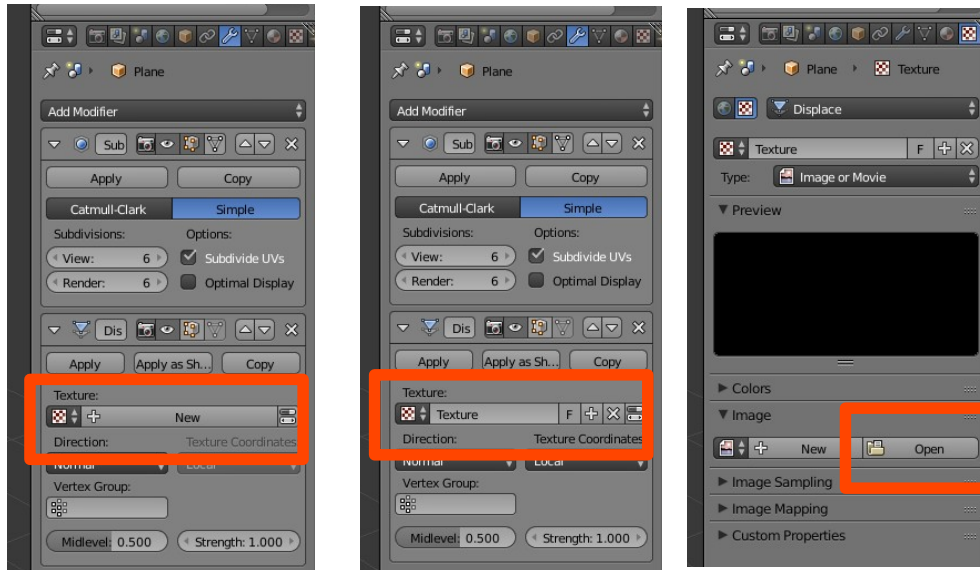 Plane
Add Modifier
Sub
Apply Copy
Catmull-Clark Simple
Subdivisions: Options:
View: 6 Subdivide UVs
Render: 6 Optimal Display
Dis
Apply Apply as Sh... Copy
Texture:
New
Direction: Texture Coordinates
Normal Local
Vertex Group:
Midlevel: 0.500 Strength: 1.000
Plane
Add Modifier
Sub
Apply Copy
Catmull-Clark Simple
Subdivisions: Options:
View: 6 Subdivide UVs
Render: 6 Optimal Display
Dis
Apply Apply as Sh... Copy
Texture:
Texture F
Direction: Texture Coordinates
Normal Local
Vertex Group:
Midlevel: 0.500 Strength: 1.000
Plane Texture
Displace
Texture F
Type: Image or Movie
Preview
Colors
Image
New Open
Image Sampling
Image Mapping
Custom Properties